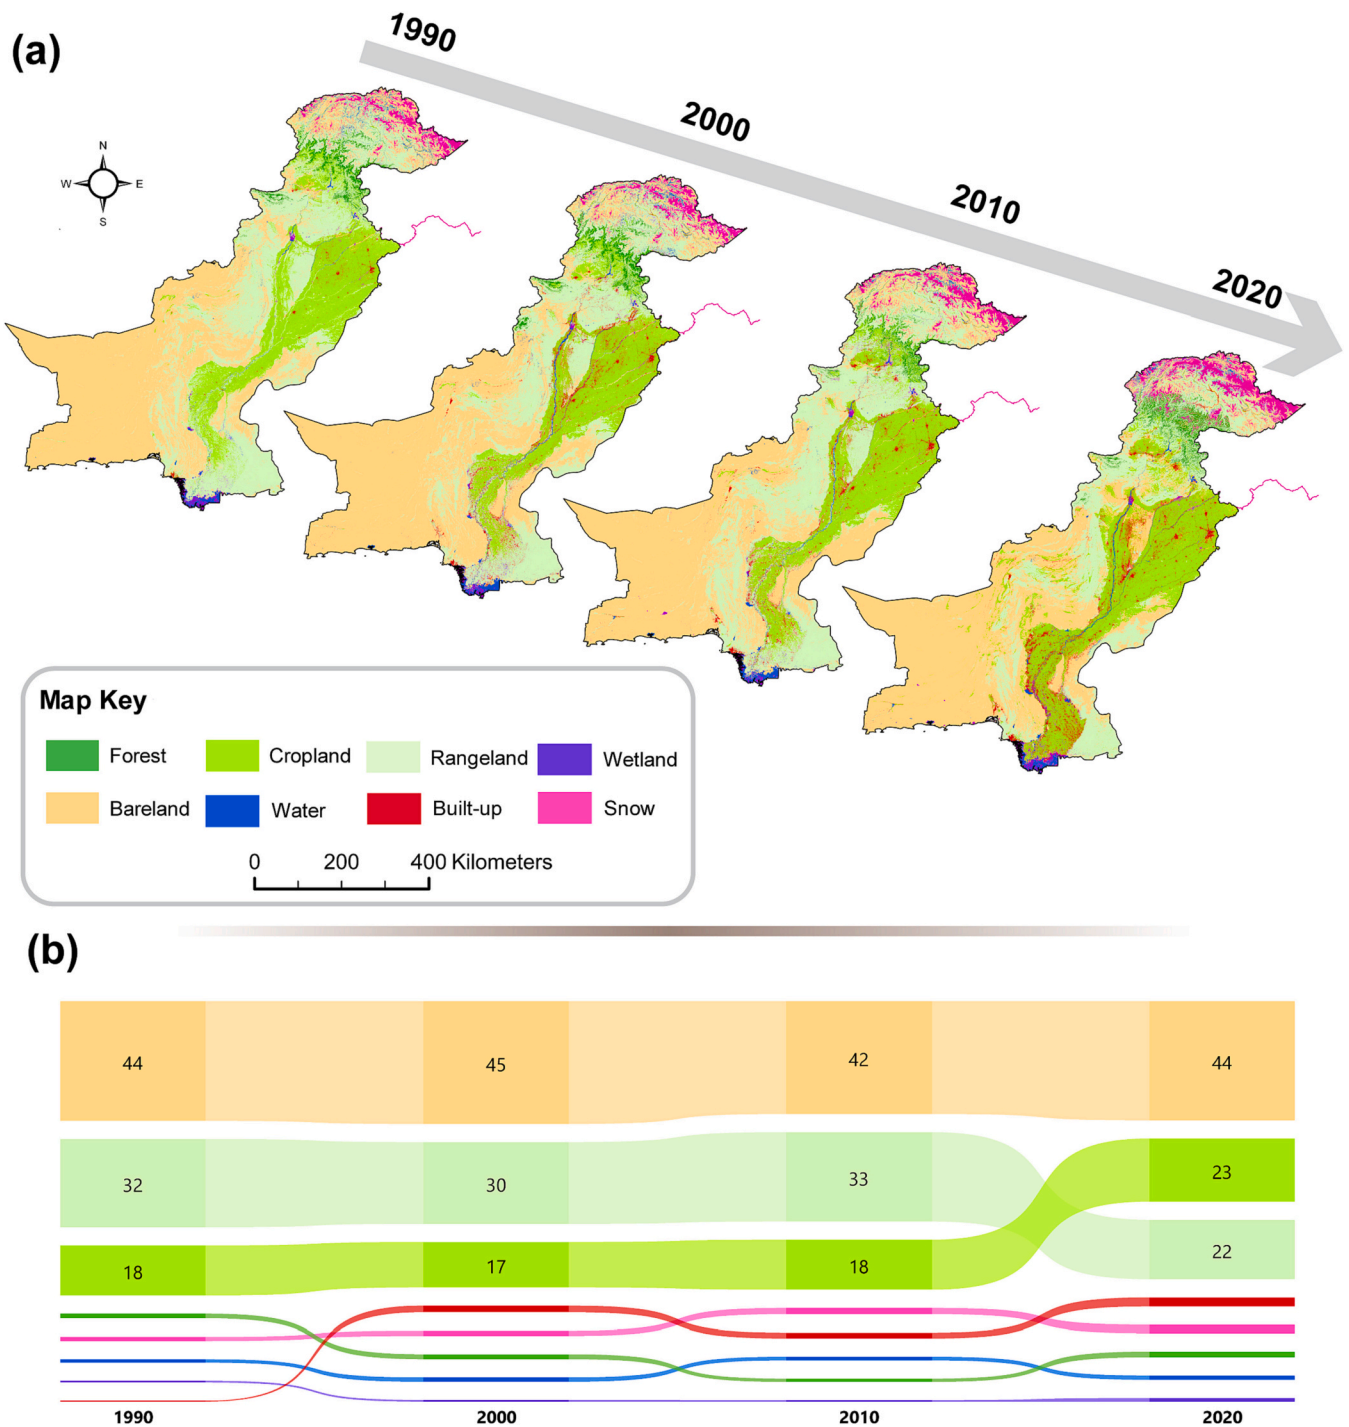 (a)
1990
2000
2010
2020
N
W E
S
Map Key
Forest Cropland Rangeland Wetland
Bareland Water Built-up Snow
0 200 400 Kilometers
(b)
44 45 42 44
32 30 33 23
18 17 18 22
1990 2000 2010 2020